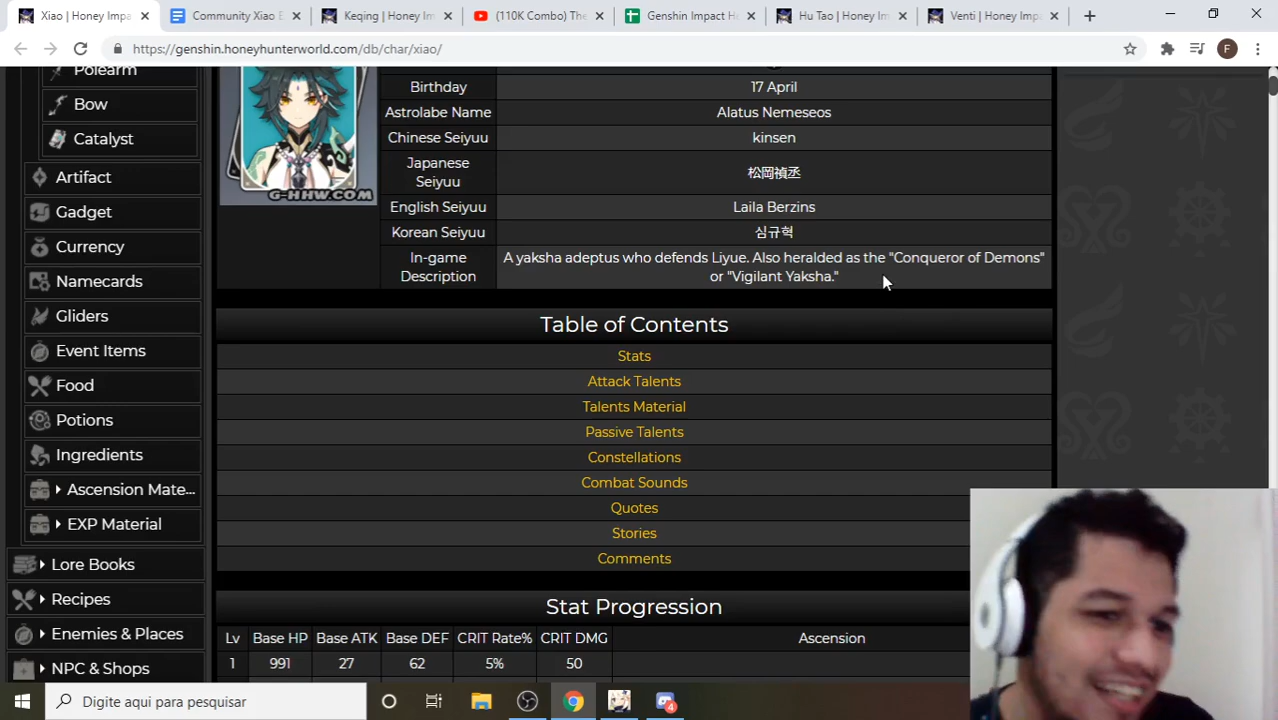 Xiao | Honey Impa
Community Xiao E
Keqing | Honey Im
(110K Combo) The
Genshin Impact He
Hu Tao | Honey Im
Venti | Honey Imp
https://genshin.honeyhunterworld.com/db/char/xiao/
F
Polearm
Bow
Catalyst
Artifact
Gadget
Currency
Namecards
Gliders
Event Items
Food
Potions
Ingredients
Ascension Mate...
EXP Material
Lore Books
Recipes
Enemies & Places
NPC & Shops
G-HHW.COM
Birthday 17 April
Astrolabe Name Alatus Nemeseos
Chinese Seiyuu kinsen
Japanese Seiyuu 松岡禎丞
English Seiyuu Laila Berzins
Korean Seiyuu 심규혁
In-game Description A yaksha adeptus who defends Liyue. Also heralded as the "Conqueror of Demons"
or "Vigilant Yaksha."
Table of Contents
Stats
Attack Talents
Talents Material
Passive Talents
Constellations
Combat Sounds
Quotes
Stories
Comments
Stat Progression
Lv Base HP Base ATK Base DEF CRIT Rate% CRIT DMG Ascension
1 991 27 62 5% 50
Digite aqui para pesquisar
4